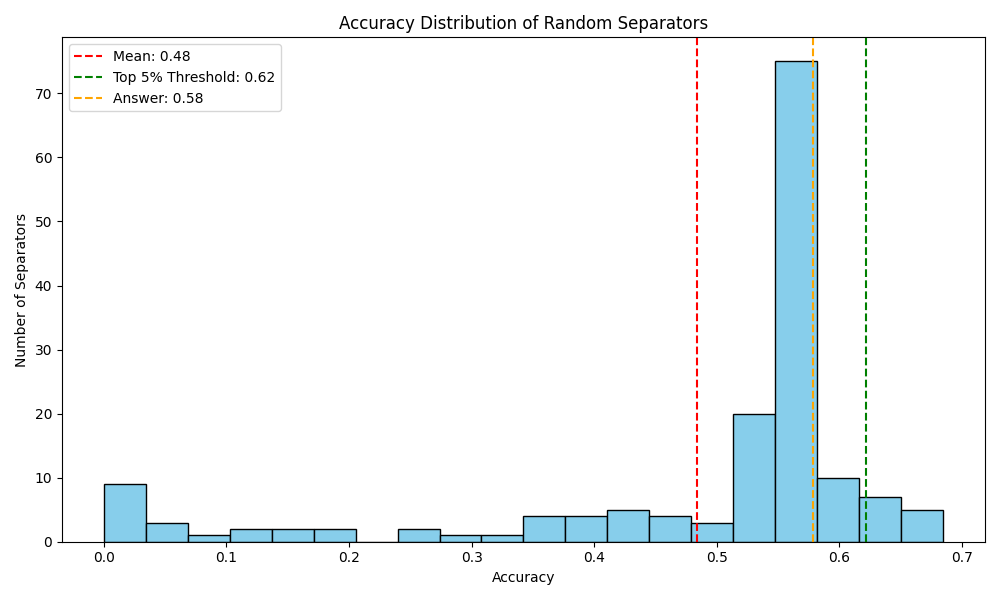 Accuracy Distribution of Random Separators
Mean: 0.48
Top 5% Threshold: 0.62
Answer: 0.58
Number of Separators
70
60
50
40
30
20
10
0
0.0 0.1 0.2 0.3 0.4 0.5 0.6 0.7
Accuracy